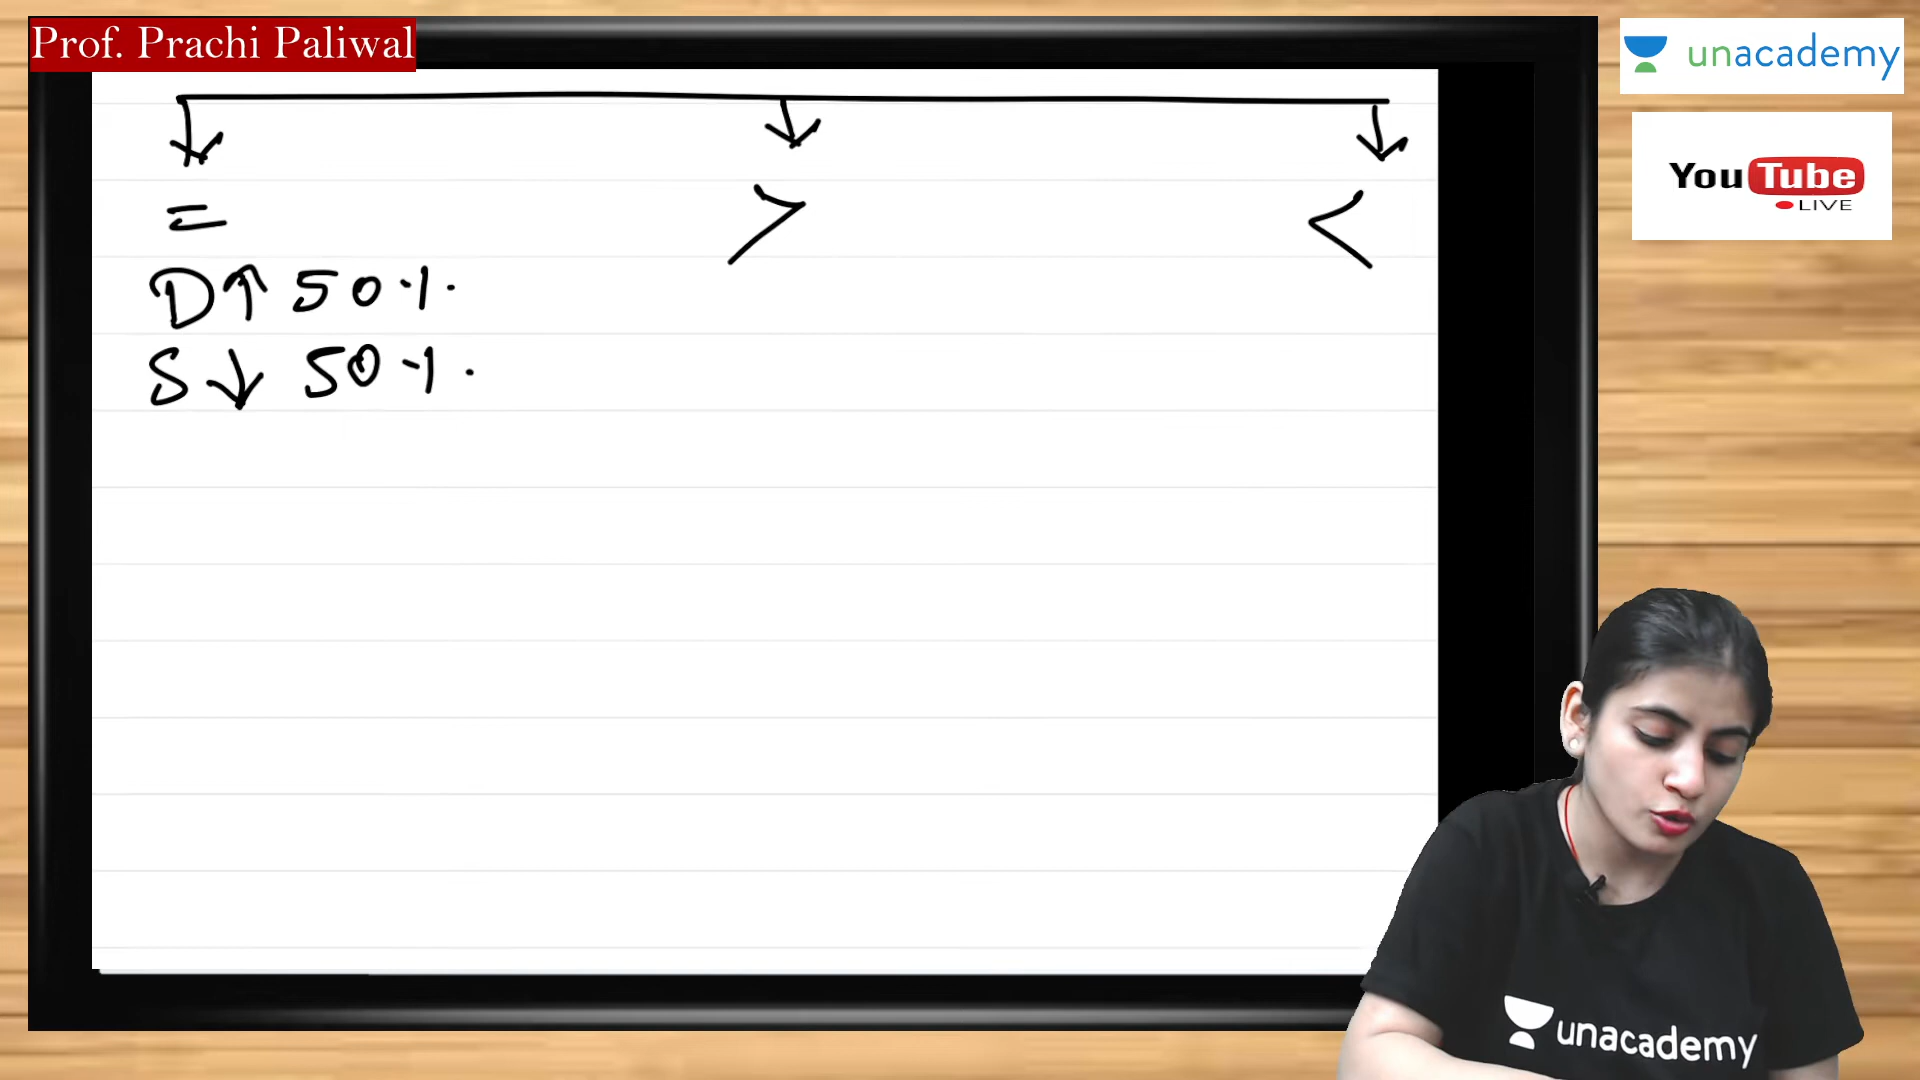 Prof. Prachi Paliwal
unacademy
YouTube
LIVE
= > <
D↑ 50%.
S↓ 50%.
unacademy